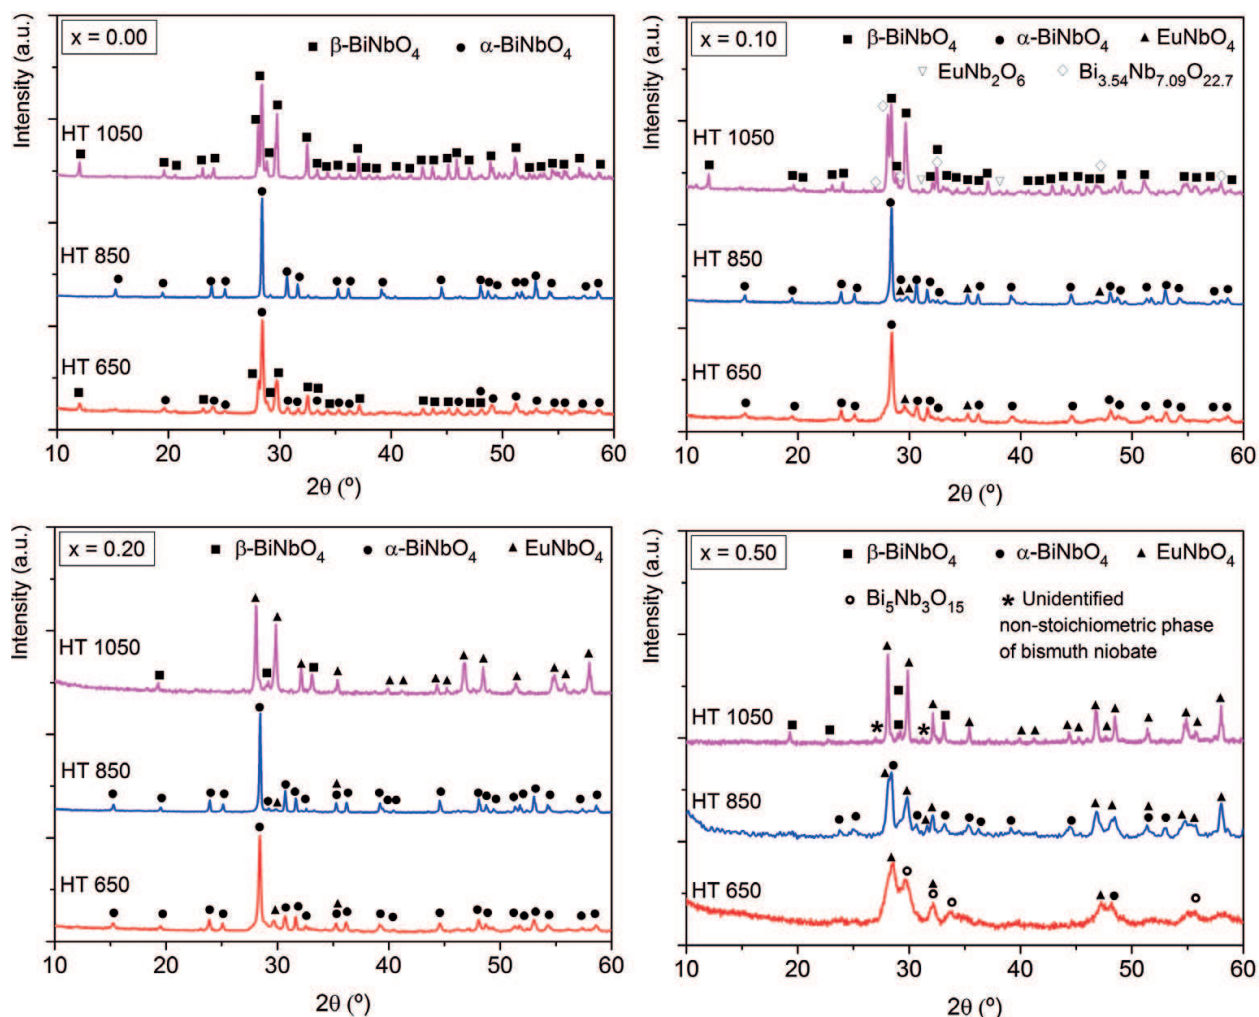 Intensity (a.u.)
x = 0.00
■ β-BiNbO₄ ● α-BiNbO₄
HT 1050
HT 850
HT 650
10 20 30 40 50 60
2θ (º)
Intensity (a.u.)
x = 0.10
■ β-BiNbO₄ ● α-BiNbO₄ ▲ EuNbO₄
▽ EuNb₂O₆ ◇ Bi₃.₅₄Nb₇.₀₉O₂₂.₇
HT 1050
HT 850
HT 650
10 20 30 40 50 60
2θ (º)
Intensity (a.u.)
x = 0.20
■ β-BiNbO₄ ● α-BiNbO₄ ▲ EuNbO₄
HT 1050
HT 850
HT 650
10 20 30 40 50 60
2θ (º)
Intensity (a.u.)
x = 0.50
■ β-BiNbO₄ ● α-BiNbO₄ ▲ EuNbO₄
○ Bi₅Nb₃O₁₅ * Unidentified
non-stoichiometric phase
of bismuth niobate
HT 1050
HT 850
HT 650
10 20 30 40 50 60
2θ (º)